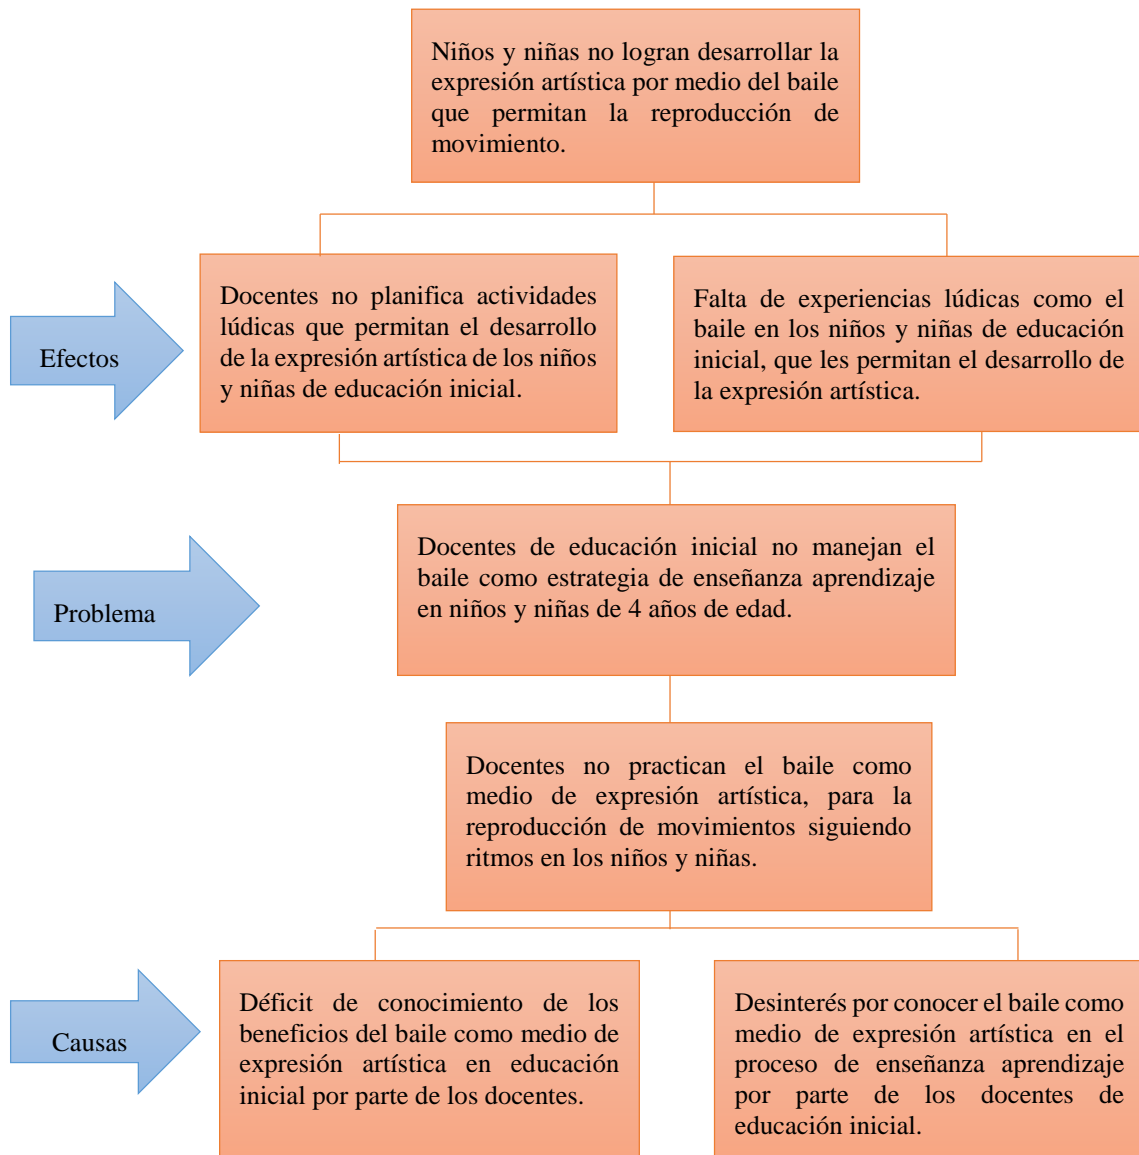 Niños y niñas no logran desarrollar la
expresión artística por medio del baile
que permitan la reproducción de
movimiento.
Efectos
Docentes no planifica actividades
lúdicas que permitan el desarrollo
de la expresión artística de los niños
y niñas de educación inicial.
Falta de experiencias lúdicas como el
baile en los niños y niñas de educación
inicial, que les permitan el desarrollo de
la expresión artística.
Problema
Docentes de educación inicial no manejan el
baile como estrategia de enseñanza aprendizaje
en niños y niñas de 4 años de edad.
Docentes no practican el baile como
medio de expresión artística, para la
reproducción de movimientos siguiendo
ritmos en los niños y niñas.
Causas
Déficit de conocimiento de los
beneficios del baile como medio de
expresión artística en educación
inicial por parte de los docentes.
Desinterés por conocer el baile como
medio de expresión artística en el
proceso de enseñanza aprendizaje
por parte de los docentes de
educación inicial.